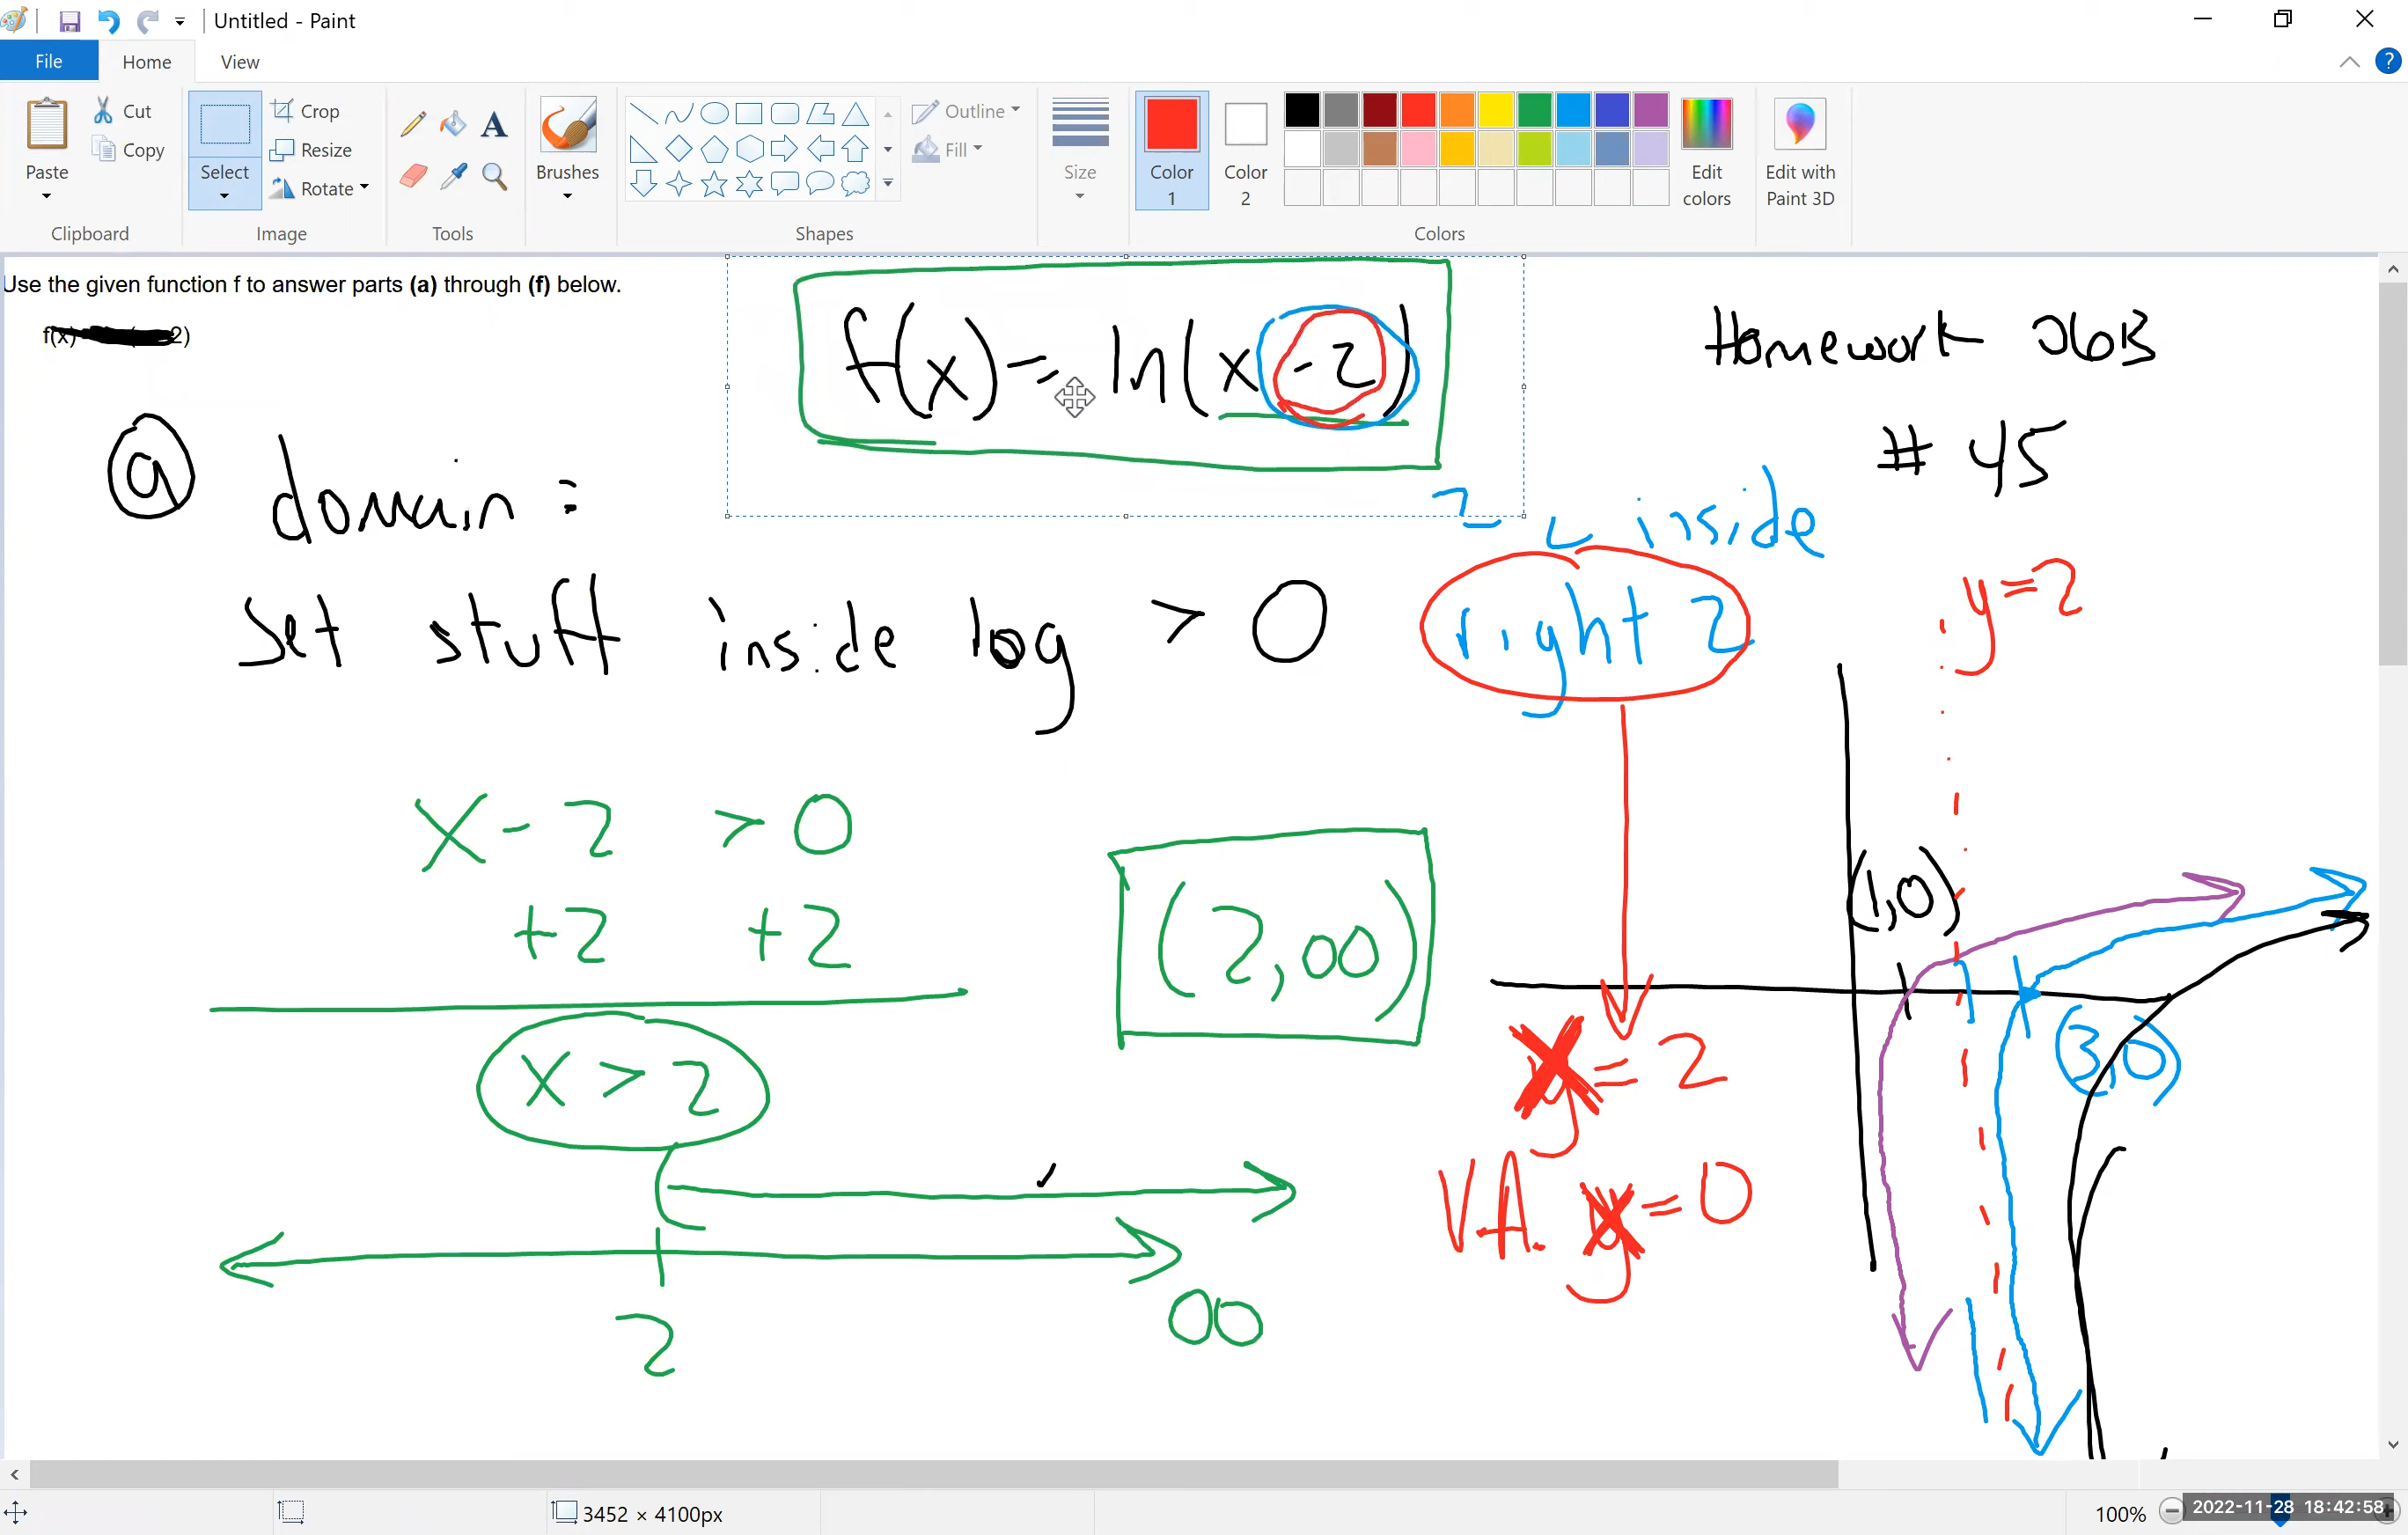 Untitled - Paint
File Home View
Paste Cut Copy
Clipboard
Select Crop Resize Rotate
Image
Tools
Brushes
Shapes
Outline Fill
Size
Color 1
Color 2
Edit colors
Colors
Edit with Paint 3D
Use the given function f to answer parts (a) through (f) below.
f(x) 2)
f(x) = ln(x - 2)
Homework 06B
# 45
a domain :
2 inside
Set stuff inside log > 0
right 2
y=2
x - 2 > 0
+2 +2
(2,∞)
(1,0)
x > 2
y = 2
(3,0)
V.A. y = 0
2
∞
3452 × 4100px
100%
2022-11-28 18:42:58